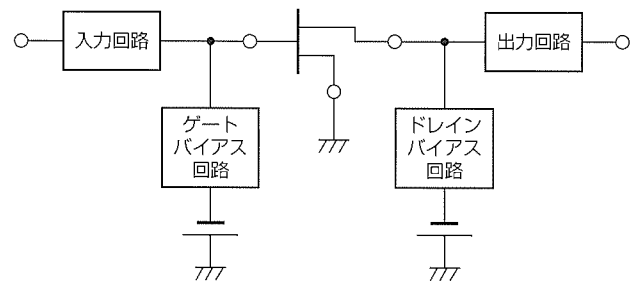 入力回路
出力回路
ゲート
バイアス
回路
ドレイン
バイアス
回路